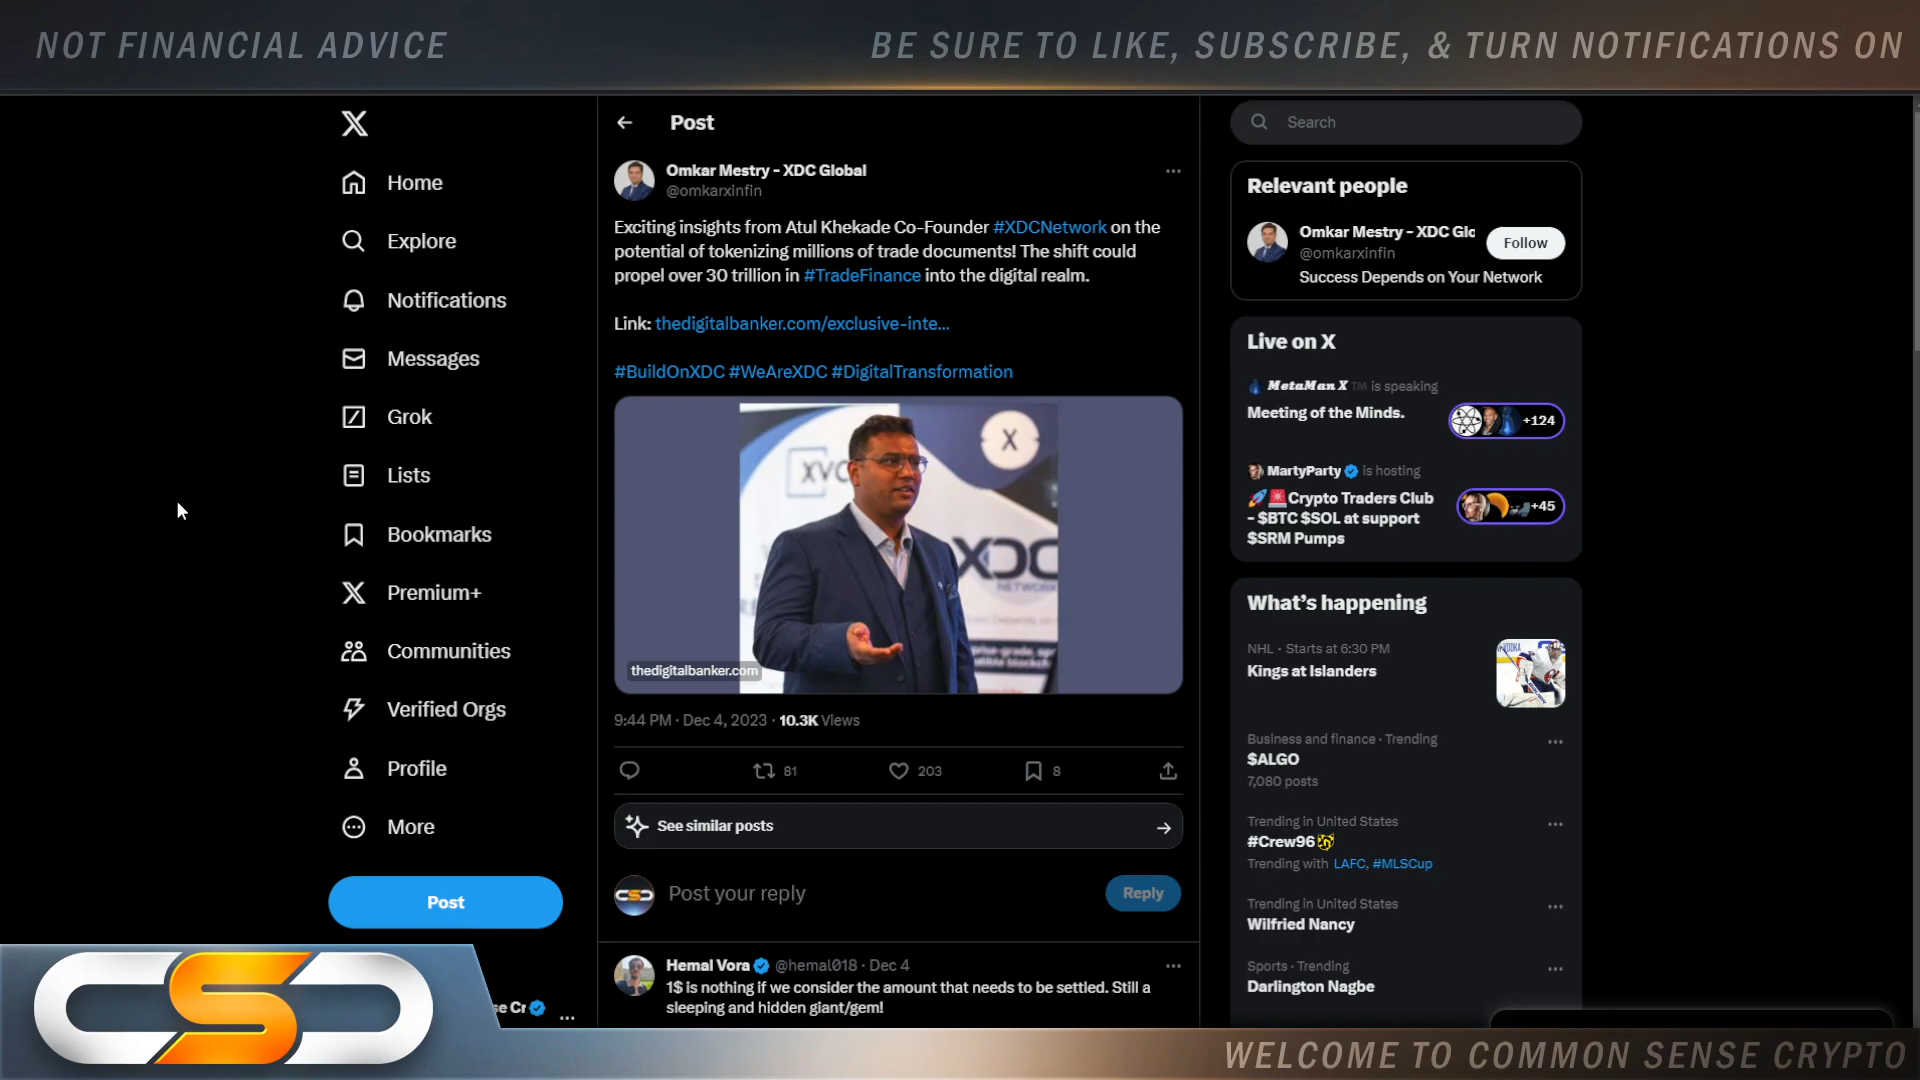 NOT FINANCIAL ADVICE
BE SURE TO LIKE, SUBSCRIBE, & TURN NOTIFICATIONS ON
Home
Explore
Notifications
Messages
Grok
Lists
Bookmarks
Premium+
Communities
Verified Orgs
Profile
More
Post
se Cr
Post
Omkar Mestry - XDC Global
@omkarxinfin
Exciting insights from Atul Khekade Co-Founder #XDCNetwork on the
potential of tokenizing millions of trade documents! The shift could
propel over 30 trillion in #TradeFinance into the digital realm.
Link: thedigitalbanker.com/exclusive-inte...
#BuildOnXDC #WeAreXDC #DigitalTransformation
X
XVC
XDC
NETWORK
thedigitalbanker.com
9:44 PM · Dec 4, 2023 · 10.3K Views
81
203
8
See similar posts
Post your reply
Reply
Hemal Vora @hemal018 · Dec 4
1$ is nothing if we consider the amount that needs to be settled. Still a
sleeping and hidden giant/gem!
Search
Relevant people
Omkar Mestry - XDC Glo
@omkarxinfin
Follow
Success Depends on Your Network
Live on X
MetaMan X TM is speaking
Meeting of the Minds.
+124
MartyParty is hosting
🚀🚨Crypto Traders Club
- $BTC $SOL at support
$SRM Pumps
+45
What's happening
NHL · Starts at 6:30 PM
Kings at Islanders
Business and finance · Trending
$ALGO
7,080 posts
Trending in United States
#Crew96
Trending with LAFC, #MLSCup
Trending in United States
Wilfried Nancy
Sports · Trending
Darlington Nagbe
CSC
WELCOME TO COMMON SENSE CRYPTO